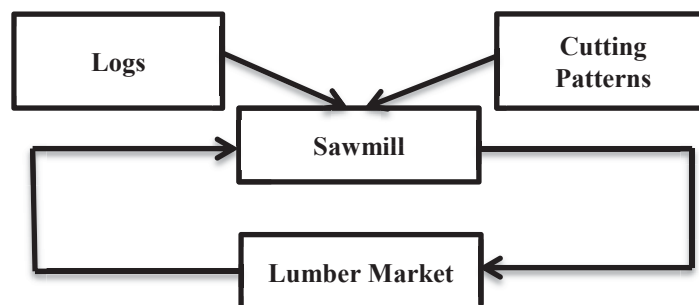 Logs
Cutting
Patterns
Sawmill
Lumber Market